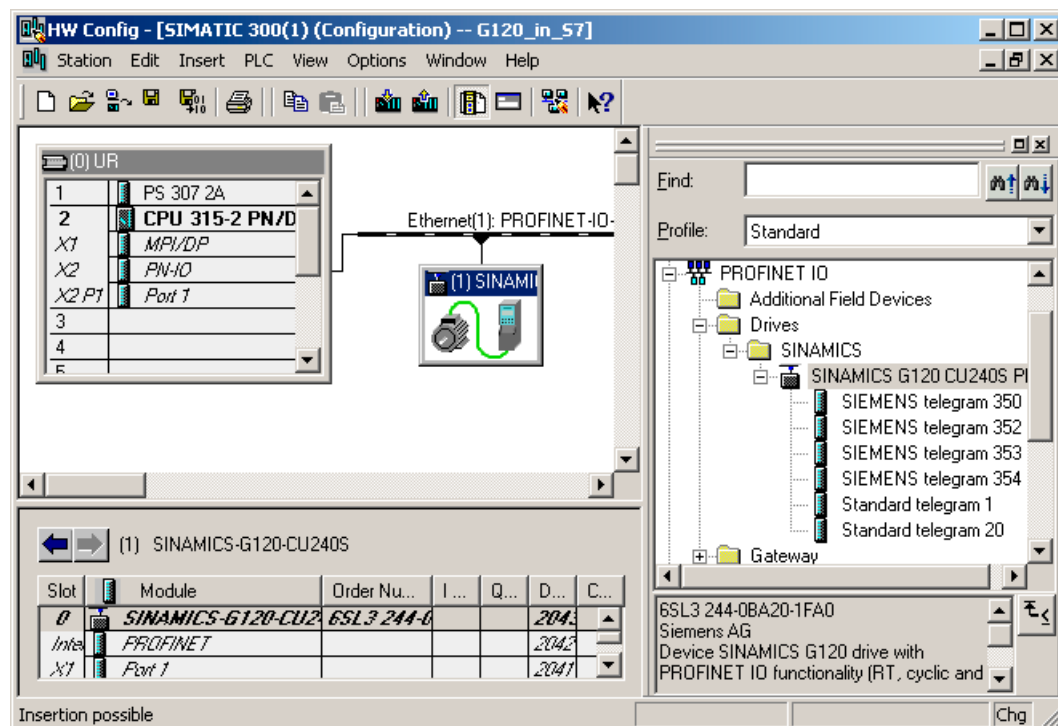 HW Config - [SIMATIC 300(1) (Configuration) -- G120_in_S7]
Station Edit Insert PLC View Options Window Help
(0) UR
1 PS 307 2A
2 CPU 315-2 PN/D
X1 MPI/DP
X2 PN-IO
X2 P1 Port 1
3
4
5
Ethernet(1): PROFINET-IO-
(1) SINAMI
Find:
Profile: Standard
PROFINET IO
Additional Field Devices
Drives
SINAMICS
SINAMICS G120 CU240S P
SIEMENS telegram 350
SIEMENS telegram 352
SIEMENS telegram 353
SIEMENS telegram 354
Standard telegram 1
Standard telegram 20
Gateway
(1) SINAMICS-G120-CU240S
Slot Module Order Nu... I ... Q... D... C...
0 SINAMICS-G120-CU2 6SL3 244-0 2043
Inte PROFINET 2042
X1 Port 1 2041
6SL3 244-0BA20-1FA0
Siemens AG
Device SINAMICS G120 drive with
PROFINET IO functionality (RT, cyclic and
Insertion possible
Chg